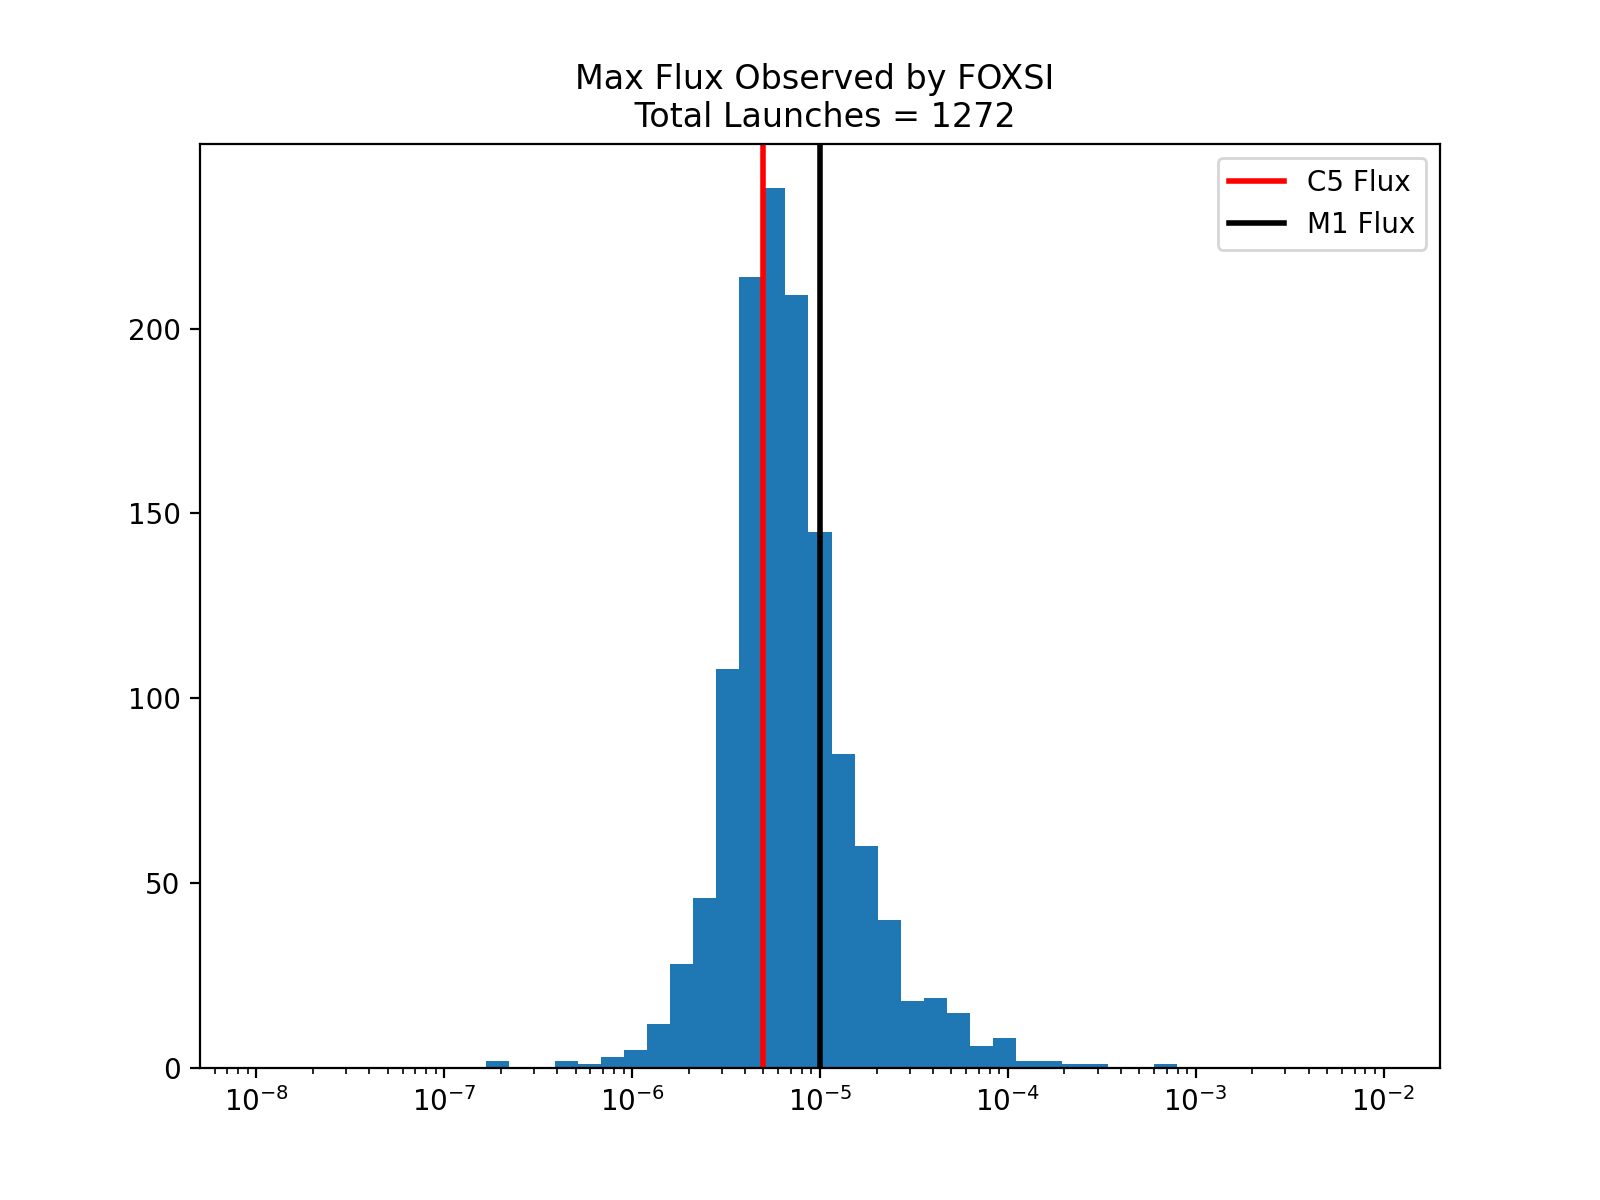 Max Flux Observed by FOXSI
Total Launches = 1272
C5 Flux
M1 Flux
200
150
100
50
0
10⁻⁸ 10⁻⁷ 10⁻⁶ 10⁻⁵ 10⁻⁴ 10⁻³ 10⁻²